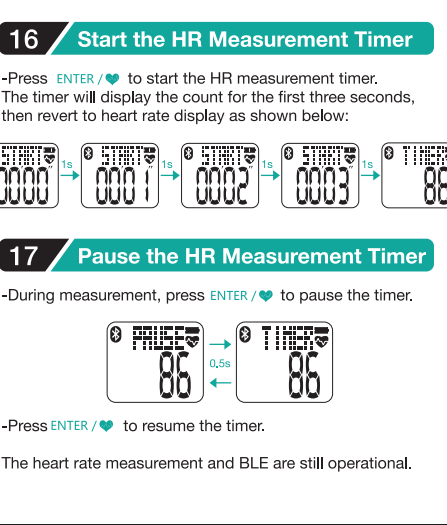 16 Start the HR Measurement Timer
-Press ENTER / to start the HR measurement timer.
The timer will display the count for the first three seconds,
then revert to heart rate display as shown below:
START START START START TIMER
1s 1s 1s 1s
0000" 0001" 0002" 0003" 86
17 Pause the HR Measurement Timer
-During measurement, press ENTER / to pause the timer.
PAUSE TIMER
0.5s
86 86
-Press ENTER / to resume the timer.
The heart rate measurement and BLE are still operational.